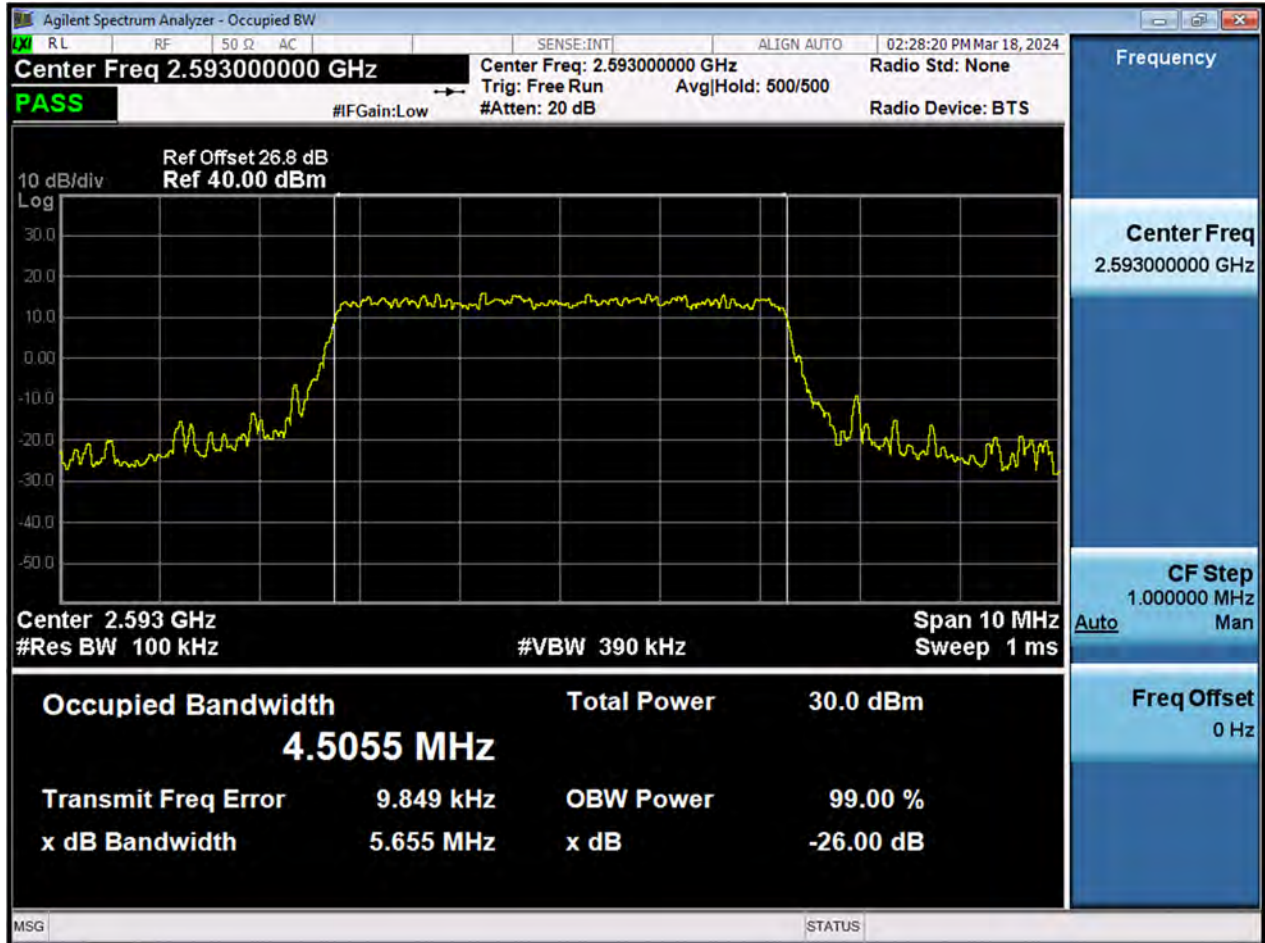 Agilent Spectrum Analyzer - Occupied BW
LXI RL RF 50 Ω AC SENSE:INT ALIGN AUTO 02:28:20 PM Mar 18, 2024
Center Freq 2.593000000 GHz
PASS
#IFGain:Low
Center Freq: 2.593000000 GHz
Trig: Free Run Avg|Hold: 500/500
#Atten: 20 dB
Radio Std: None
Radio Device: BTS
Ref Offset 26.8 dB
10 dB/div Ref 40.00 dBm
Log
30.0
20.0
10.0
0.00
-10.0
-20.0
-30.0
-40.0
-50.0
Center 2.593 GHz Span 10 MHz
#Res BW 100 kHz #VBW 390 kHz Sweep 1 ms
Occupied Bandwidth Total Power 30.0 dBm
4.5055 MHz
Transmit Freq Error 9.849 kHz OBW Power 99.00 %
x dB Bandwidth 5.655 MHz x dB -26.00 dB
MSG STATUS
Frequency
Center Freq
2.593000000 GHz
CF Step
1.000000 MHz
Auto Man
Freq Offset
0 Hz